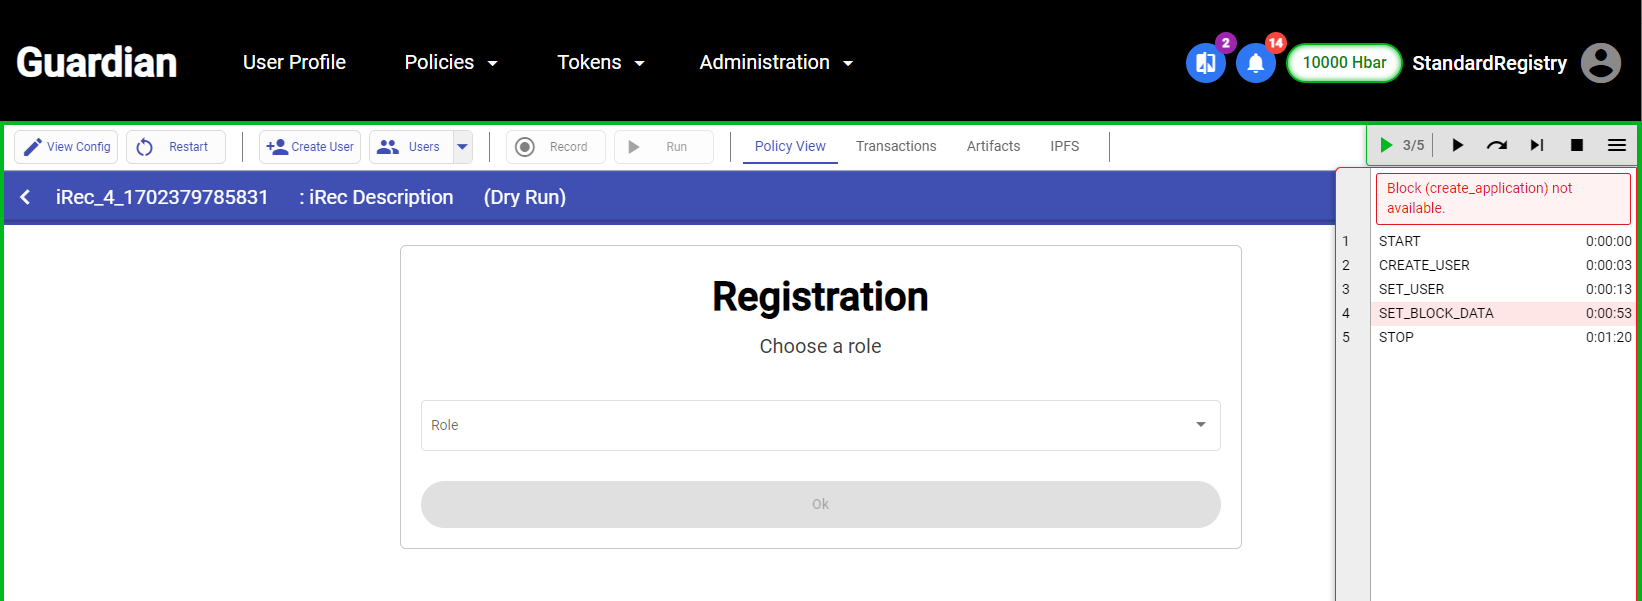 Guardian
User Profile
Policies
Tokens
Administration
2
14
10000 Hbar
StandardRegistry
View Config
Restart
Create User
Users
Record
Run
Policy View
Transactions
Artifacts
IPFS
3/5
iRec_4_1702379785831 : iRec Description (Dry Run)
Registration
Choose a role
Role
Ok
Block (create_application) not
available.
1 START 0:00:00
2 CREATE_USER 0:00:03
3 SET_USER 0:00:13
4 SET_BLOCK_DATA 0:00:53
5 STOP 0:01:20